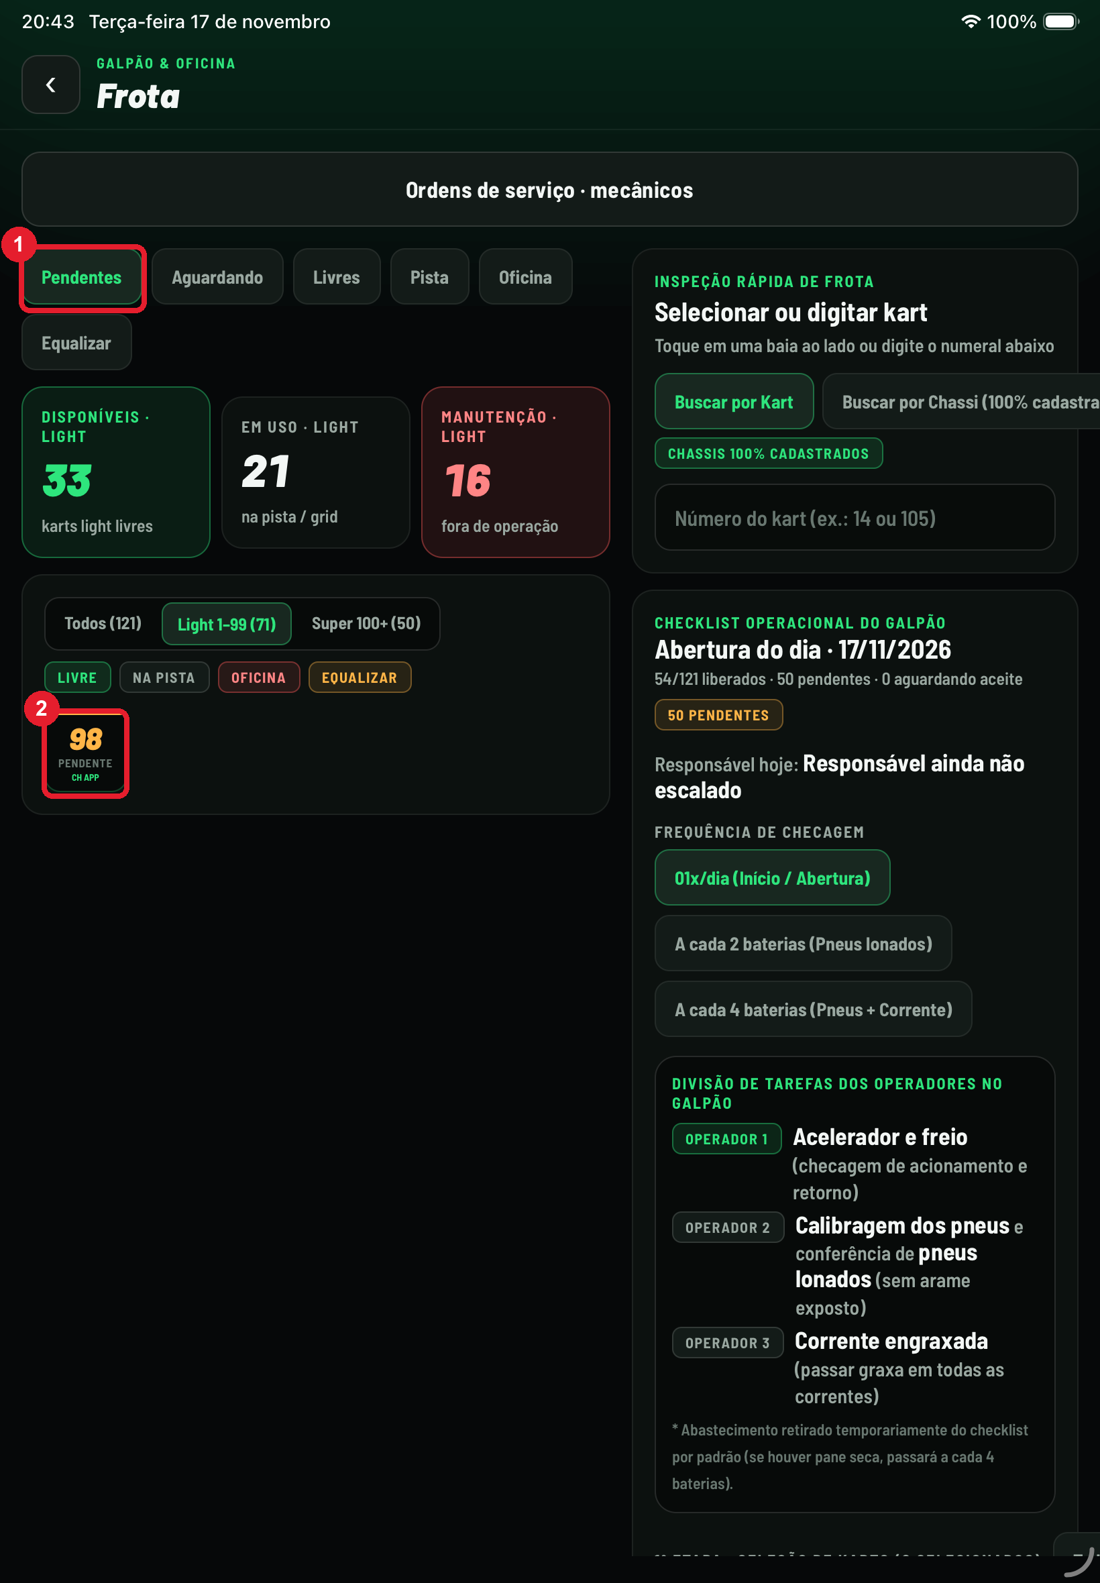 20:43 Terça-feira 17 de novembro
100%
GALPÃO & OFICINA
Frota
Ordens de serviço · mecânicos
1
Pendentes
Aguardando
Livres
Pista
Oficina
Equalizar
DISPONÍVEIS ·
LIGHT
33
karts light livres
EM USO · LIGHT
21
na pista / grid
MANUTENÇÃO ·
LIGHT
16
fora de operação
Todos (121)
Light 1–99 (71)
Super 100+ (50)
LIVRE
NA PISTA
OFICINA
EQUALIZAR
2
98
PENDENTE
CH APP
INSPEÇÃO RÁPIDA DE FROTA
Selecionar ou digitar kart
Toque em uma baia ao lado ou digite o numeral abaixo
Buscar por Kart
Buscar por Chassi (100% cadastra
CHASSIS 100% CADASTRADOS
Número do kart (ex.: 14 ou 105)
CHECKLIST OPERACIONAL DO GALPÃO
Abertura do dia · 17/11/2026
54/121 liberados · 50 pendentes · 0 aguardando aceite
50 PENDENTES
Responsável hoje: Responsável ainda não
escalado
FREQUÊNCIA DE CHECAGEM
01x/dia (Início / Abertura)
A cada 2 baterias (Pneus lonados)
A cada 4 baterias (Pneus + Corrente)
DIVISÃO DE TAREFAS DOS OPERADORES NO
GALPÃO
OPERADOR 1
Acelerador e freio
(checagem de acionamento e
retorno)
OPERADOR 2
Calibragem dos pneus e
conferência de pneus
lonados (sem arame
exposto)
OPERADOR 3
Corrente engraxada
(passar graxa em todas as
correntes)
* Abastecimento retirado temporariamente do checklist
por padrão (se houver pane seca, passará a cada 4
baterias).